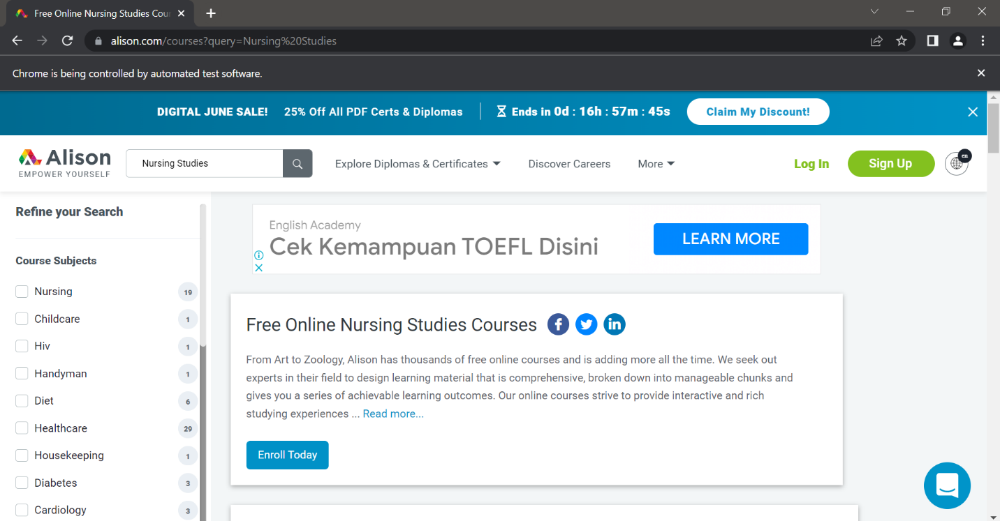 Free Online Nursing Studies Cour
alison.com/courses?query=Nursing%20Studies
Chrome is being controlled by automated test software.
DIGITAL JUNE SALE! 25% Off All PDF Certs & Diplomas Ends in 0d : 16h : 57m : 45s Claim My Discount!
Alison
EMPOWER YOURSELF
Nursing Studies
Explore Diplomas & Certificates
Discover Careers
More
Log In
Sign Up
en
Refine your Search
Course Subjects
Nursing 19
Childcare 1
Hiv 1
Handyman 1
Diet 6
Healthcare 29
Housekeeping 1
Diabetes 3
Cardiology 3
English Academy
Cek Kemampuan TOEFL Disini
LEARN MORE
Free Online Nursing Studies Courses
From Art to Zoology, Alison has thousands of free online courses and is adding more all the time. We seek out
experts in their field to design learning material that is comprehensive, broken down into manageable chunks and
gives you a series of achievable learning outcomes. Our online courses strive to provide interactive and rich
studying experiences ... Read more...
Enroll Today